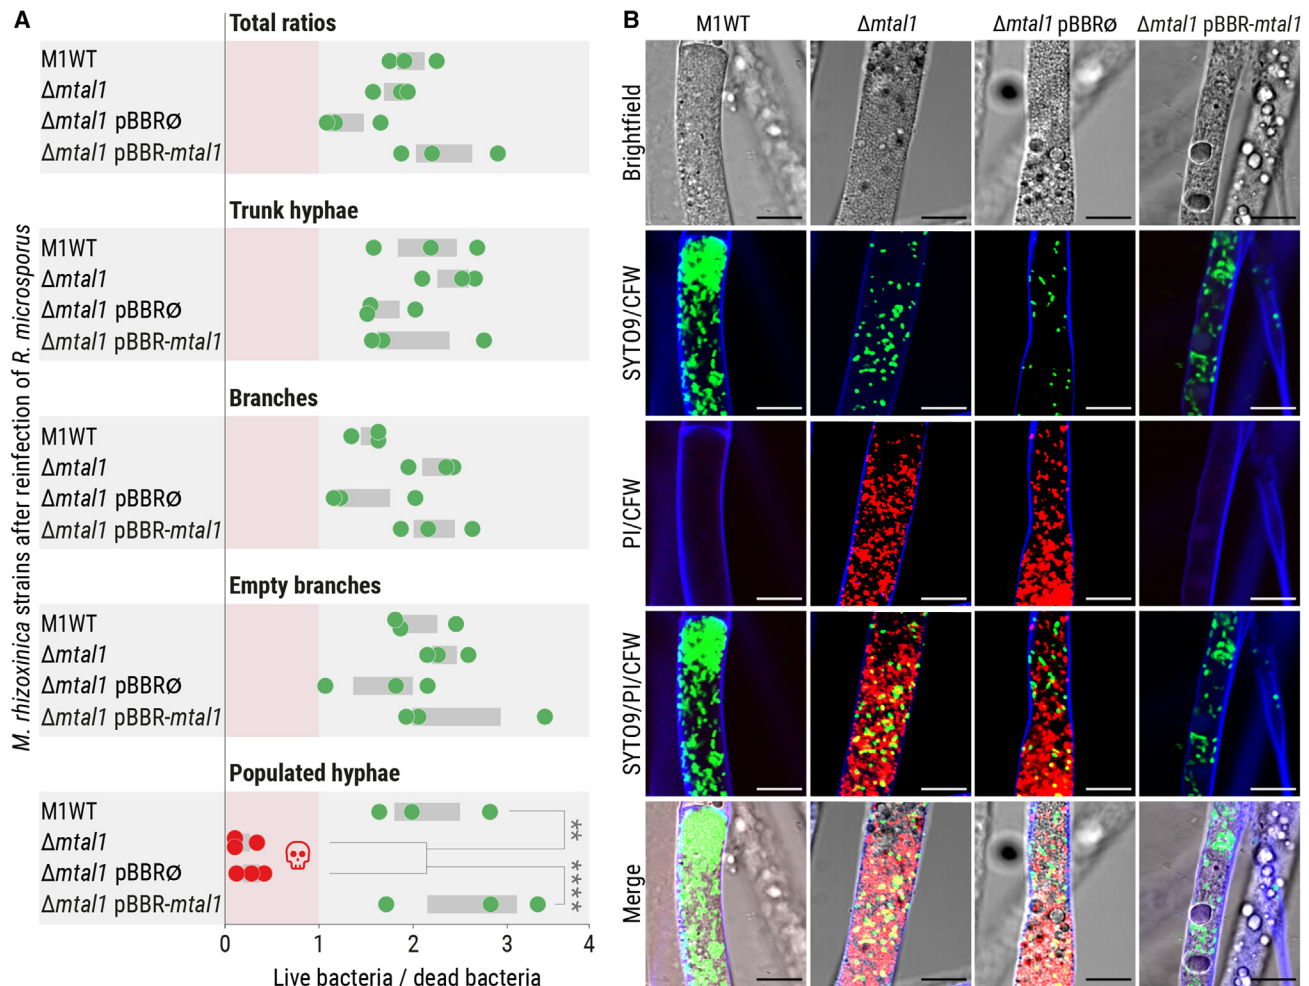 A
Total ratios
M1WT
Δmtal1
Δmtal1 pBBRØ
Δmtal1 pBBR-mtal1
Trunk hyphae
M1WT
Δmtal1
Δmtal1 pBBRØ
Δmtal1 pBBR-mtal1
Branches
M1WT
Δmtal1
Δmtal1 pBBRØ
Δmtal1 pBBR-mtal1
Empty branches
M1WT
Δmtal1
Δmtal1 pBBRØ
Δmtal1 pBBR-mtal1
Populated hyphae
M1WT
Δmtal1
Δmtal1 pBBRØ
Δmtal1 pBBR-mtal1
**
****
0 1 2 3 4
Live bacteria / dead bacteria
M. rhizoxinica strains after reinfection of R. microsporus
B
M1WT Δmtal1 Δmtal1 pBBRØ Δmtal1 pBBR-mtal1
Brightfield
SYTO9/CFW
PI/CFW
SYTO9/PI/CFW
Merge